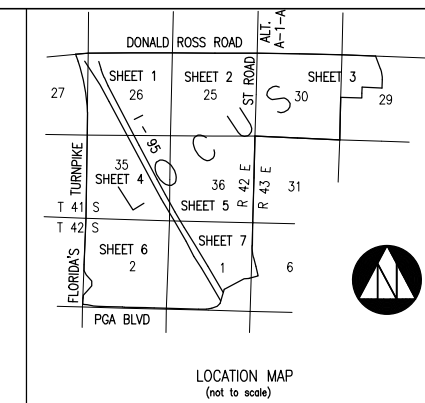 DONALD ROSS ROAD
ALT.
A-1-A
SHEET 1
SHEET 2
SHEET 3
27
26
25
ST ROAD
30
29
I - 95
LOCUS
TURNPIKE
35
SHEET 4
36
R 42 E
R 43 E
31
T 41 S
SHEET 5
T 42 S
SHEET 6
SHEET 7
2
1
6
FLORIDA'S
PGA BLVD
N
LOCATION MAP
(not to scale)